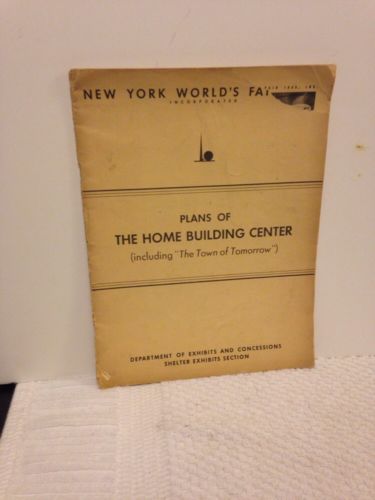 NEW YORK WORLD'S FA
INCORPORATED
PLANS OF
THE HOME BUILDING CENTER
(including "The Town of Tomorrow")
DEPARTMENT OF EXHIBITS AND CONCESSIONS
SHELTER EXHIBITS SECTION